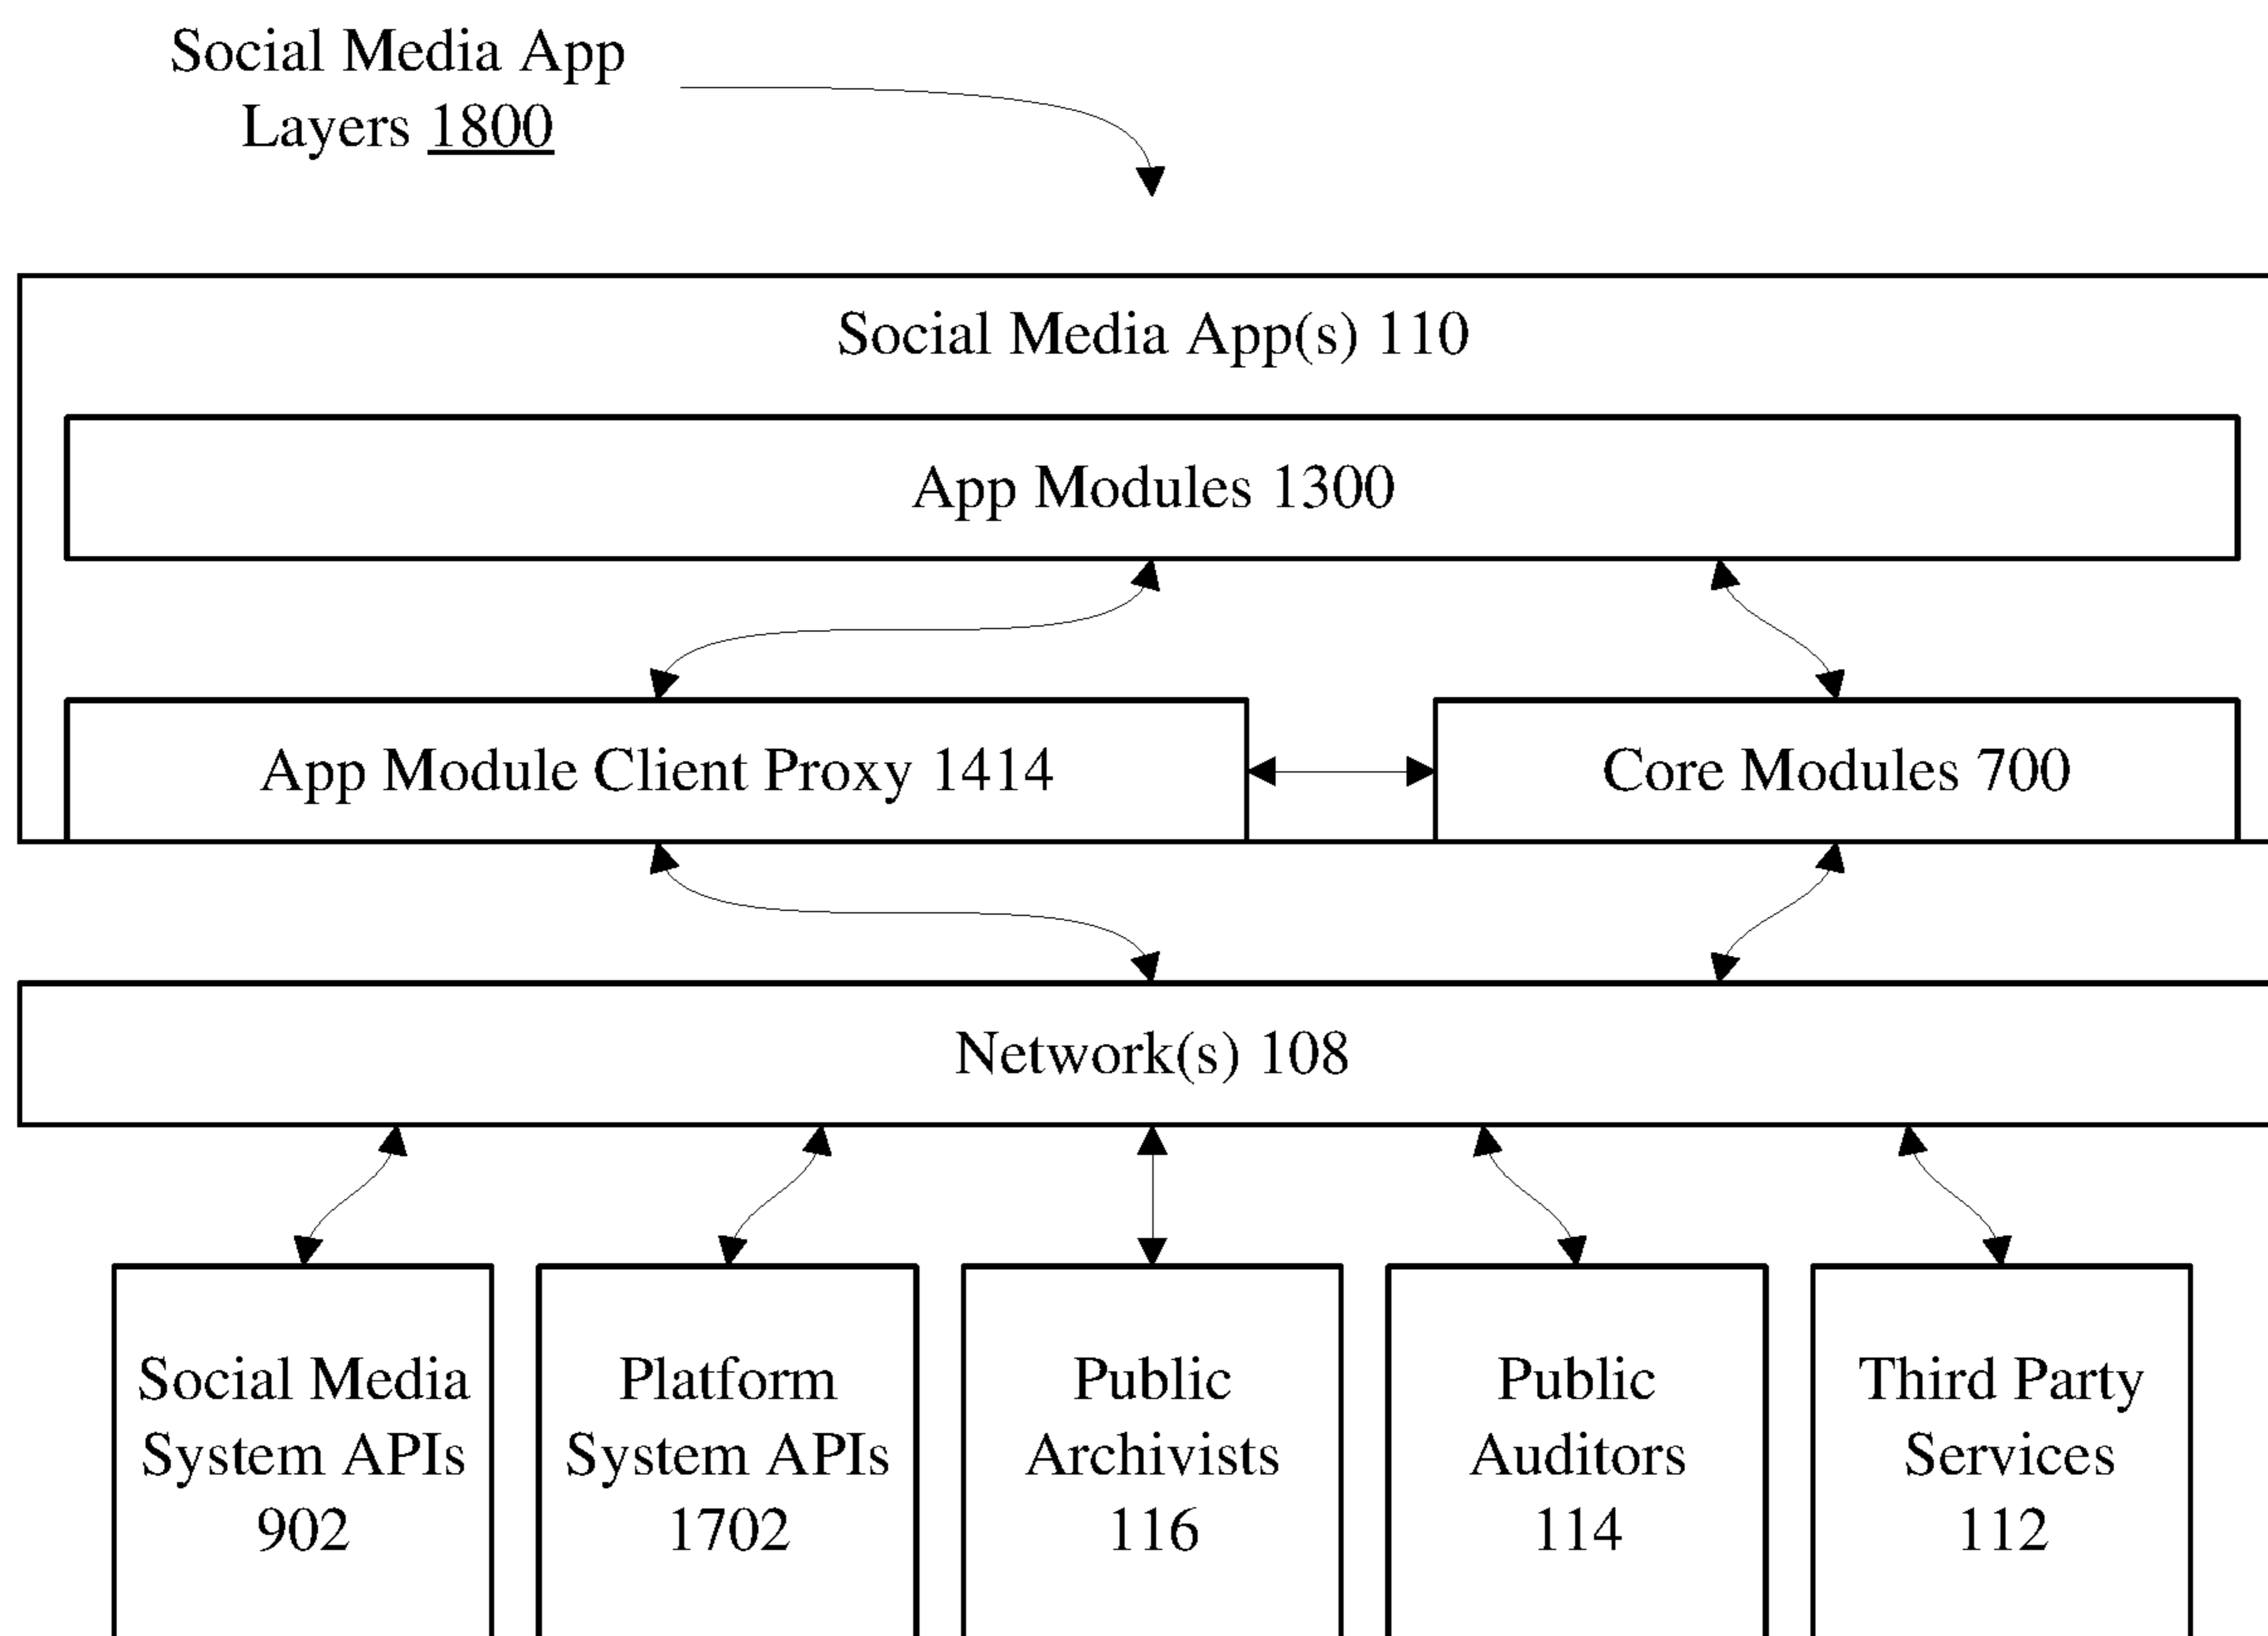 Social Media App
Layers 1800
Social Media App(s) 110
App Modules 1300
App Module Client Proxy 1414
Core Modules 700
Network(s) 108
Social Media
System APIs
902
Platform
System APIs
1702
Public
Archivists
116
Public
Auditors
114
Third Party
Services
112